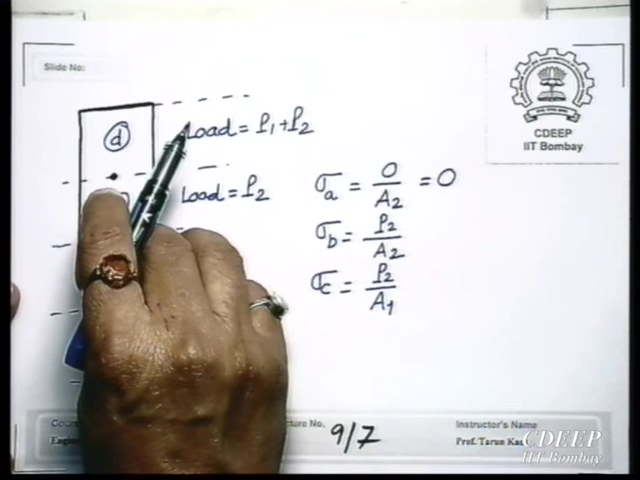 Slide No:
CDEEP
IIT Bombay
d
Load = P₁+P₂
Load = P₂
σa = 0/A₂ = 0
σb = P₂/A₂
σc = P₂/A₁
9/7
Instructor's Name
Prof. Tarun
CDEEP
IIT Bombay